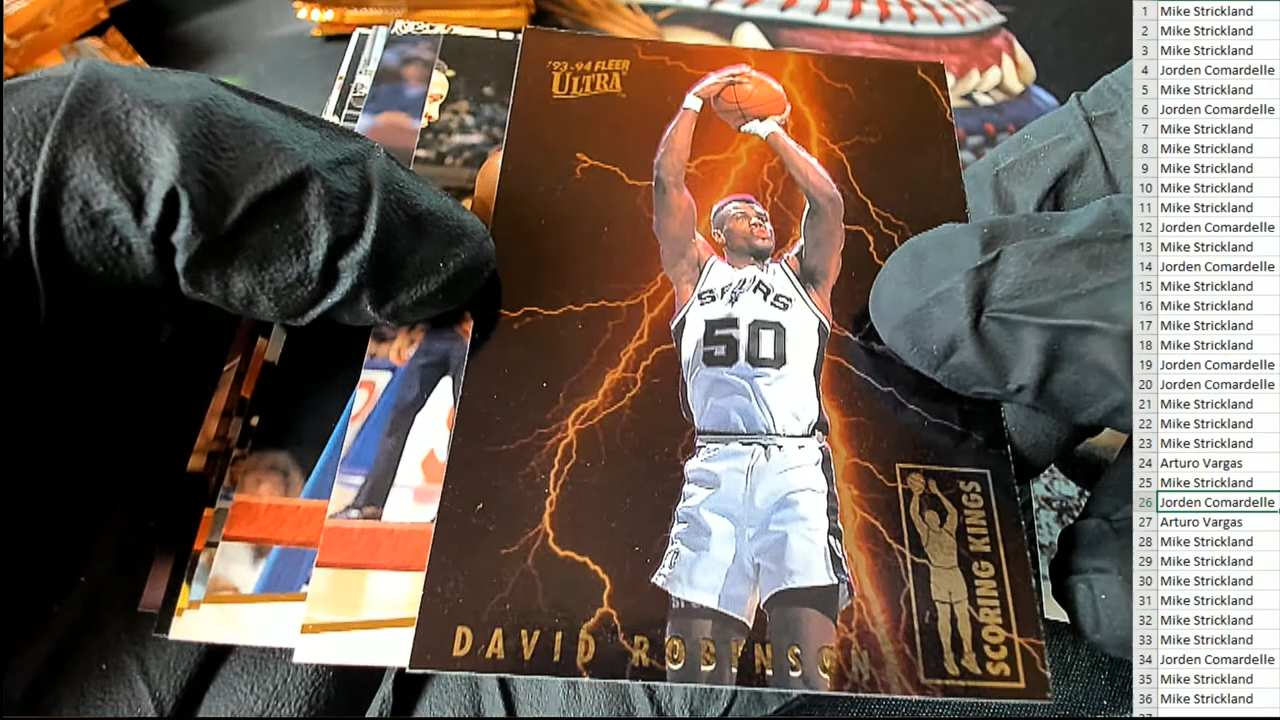 '93-94 FLEER
ULTRA
SPURS
50
SCORING KINGS
DAVID ROBINSON
1 Mike Strickland
2 Mike Strickland
3 Mike Strickland
4 Jorden Comardelle
5 Mike Strickland
6 Jorden Comardelle
7 Mike Strickland
8 Mike Strickland
9 Mike Strickland
10 Mike Strickland
11 Mike Strickland
12 Jorden Comardelle
13 Mike Strickland
14 Jorden Comardelle
15 Mike Strickland
16 Mike Strickland
17 Mike Strickland
18 Mike Strickland
19 Jorden Comardelle
20 Jorden Comardelle
21 Mike Strickland
22 Mike Strickland
23 Mike Strickland
24 Arturo Vargas
25 Mike Strickland
26 Jorden Comardelle
27 Arturo Vargas
28 Mike Strickland
29 Mike Strickland
30 Mike Strickland
31 Mike Strickland
32 Mike Strickland
33 Mike Strickland
34 Jorden Comardelle
35 Mike Strickland
36 Mike Strickland